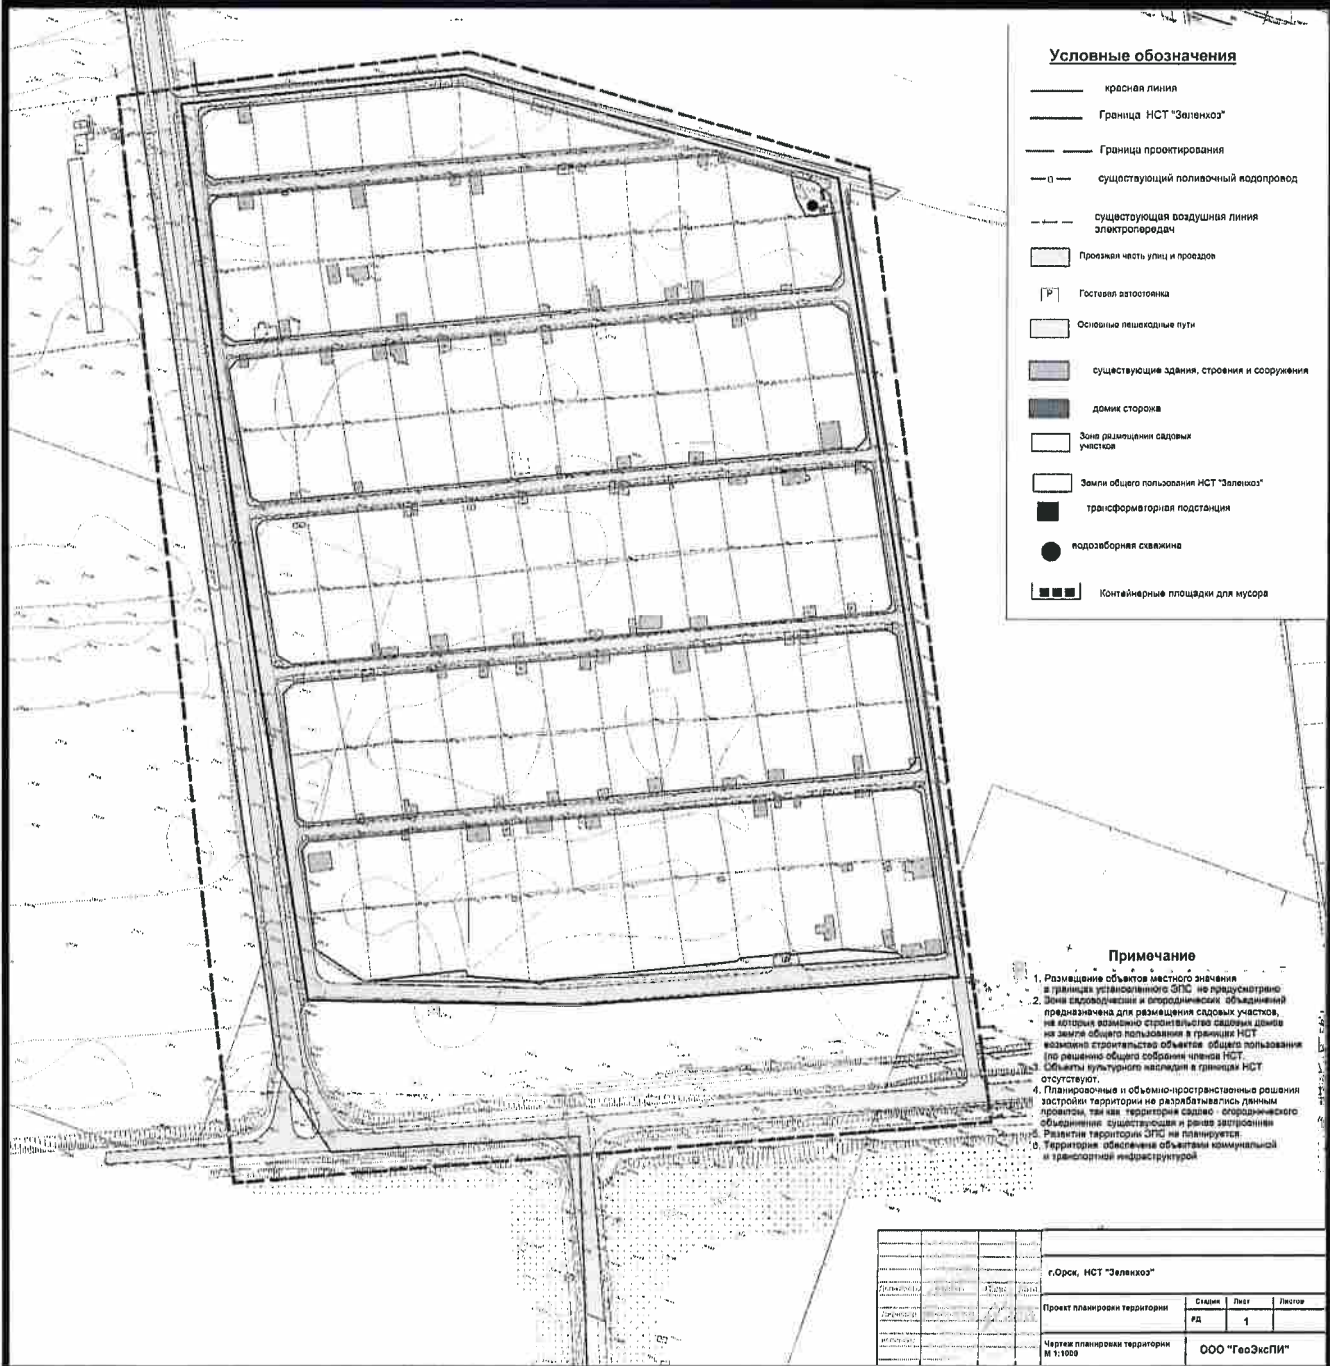 Условные обозначения
красная линия
Граница НСТ "Зеленхоз"
Граница проектирования
существующий поливочный водопровод
существующая воздушная линия
электропередач
Проезжая часть улиц и проездов
P
Гостевая автостоянка
Основные пешеходные пути
существующие здания, строения и сооружения
домик сторожа
Зона размещения садовых
участков
Земли общего пользования НСТ "Зеленхоз"
трансформаторная подстанция
водозаборная скважина
Контейнерные площадки для мусора
Примечание
1. Размещение объектов местного значения
в границах установленного ЭПС не предусмотрено
2. Зона садоводческих и огороднических объединений
предназначена для размещения садовых участков,
на которых возможно строительство садовых домов
на земле общего пользования в границах НСТ
возможно строительство объектов общего пользования
(по решению общего собрания членов НСТ.
3. Объекты культурного наследия в границах НСТ
отсутствуют.
4. Планировочные и объемно-пространственные решения
застройки территории не разрабатывались данным
проектом, так как территория садово - огороднического
объединения существующая и ранее застроенная
5. Развитие территории ЭПС не планируется
6. Территория обеспечена объектами коммунальной
и транспортной инфраструктурой
г.Орск, НСТ "Зеленхоз"
Проект планировки территории
Стадия Лист Листов
РД 1
Чертеж планировки территории
М 1:1000
ООО "ГеоЭксПИ"